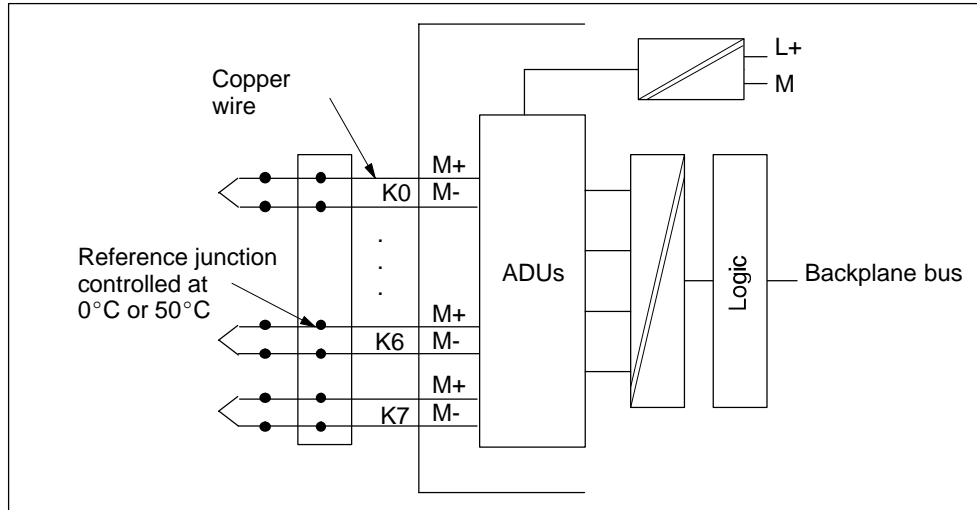 L+
M
Copper
wire
M+
K0
M-
.
.
.
Reference junction
controlled at
0°C or 50°C
ADUs
Logic
Backplane bus
M+
K6
M-
M+
K7
M-